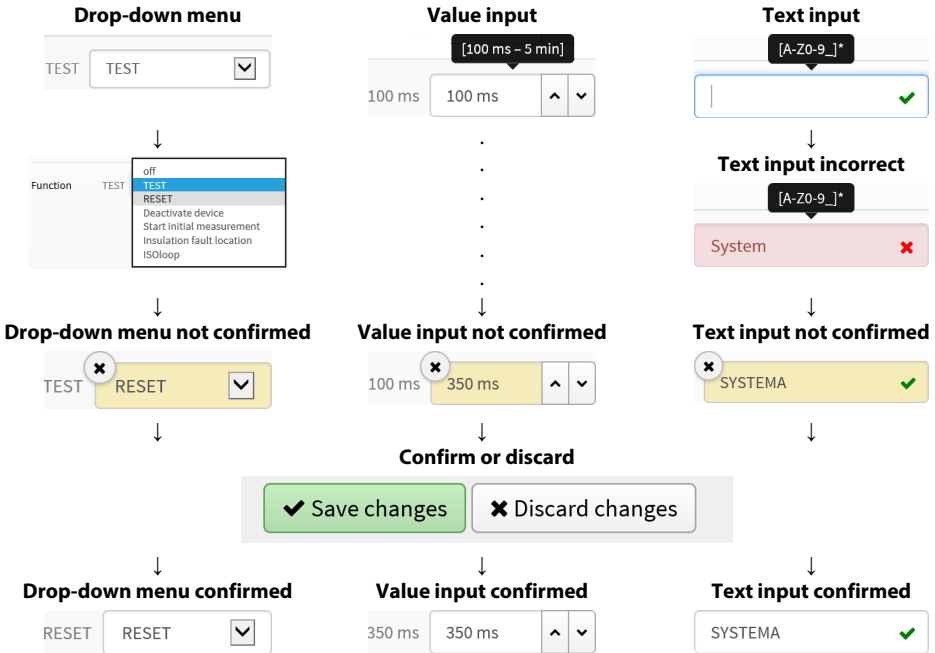 Drop-down menu
Value input
Text input
[100 ms – 5 min]
[A-Z0-9_]*
TEST TEST
100 ms 100 ms
↓
↓
Text input incorrect
Function TEST
off
TEST
RESET
Deactivate device
Start initial measurement
Insulation fault location
ISOloop
[A-Z0-9_]*
System
↓ ↓ ↓
Drop-down menu not confirmed
Value input not confirmed
Text input not confirmed
TEST RESET
100 ms 350 ms
SYSTEMA
↓ ↓ ↓
Confirm or discard
Save changes
Discard changes
↓ ↓ ↓
Drop-down menu confirmed
Value input confirmed
Text input confirmed
RESET RESET
350 ms 350 ms
SYSTEMA